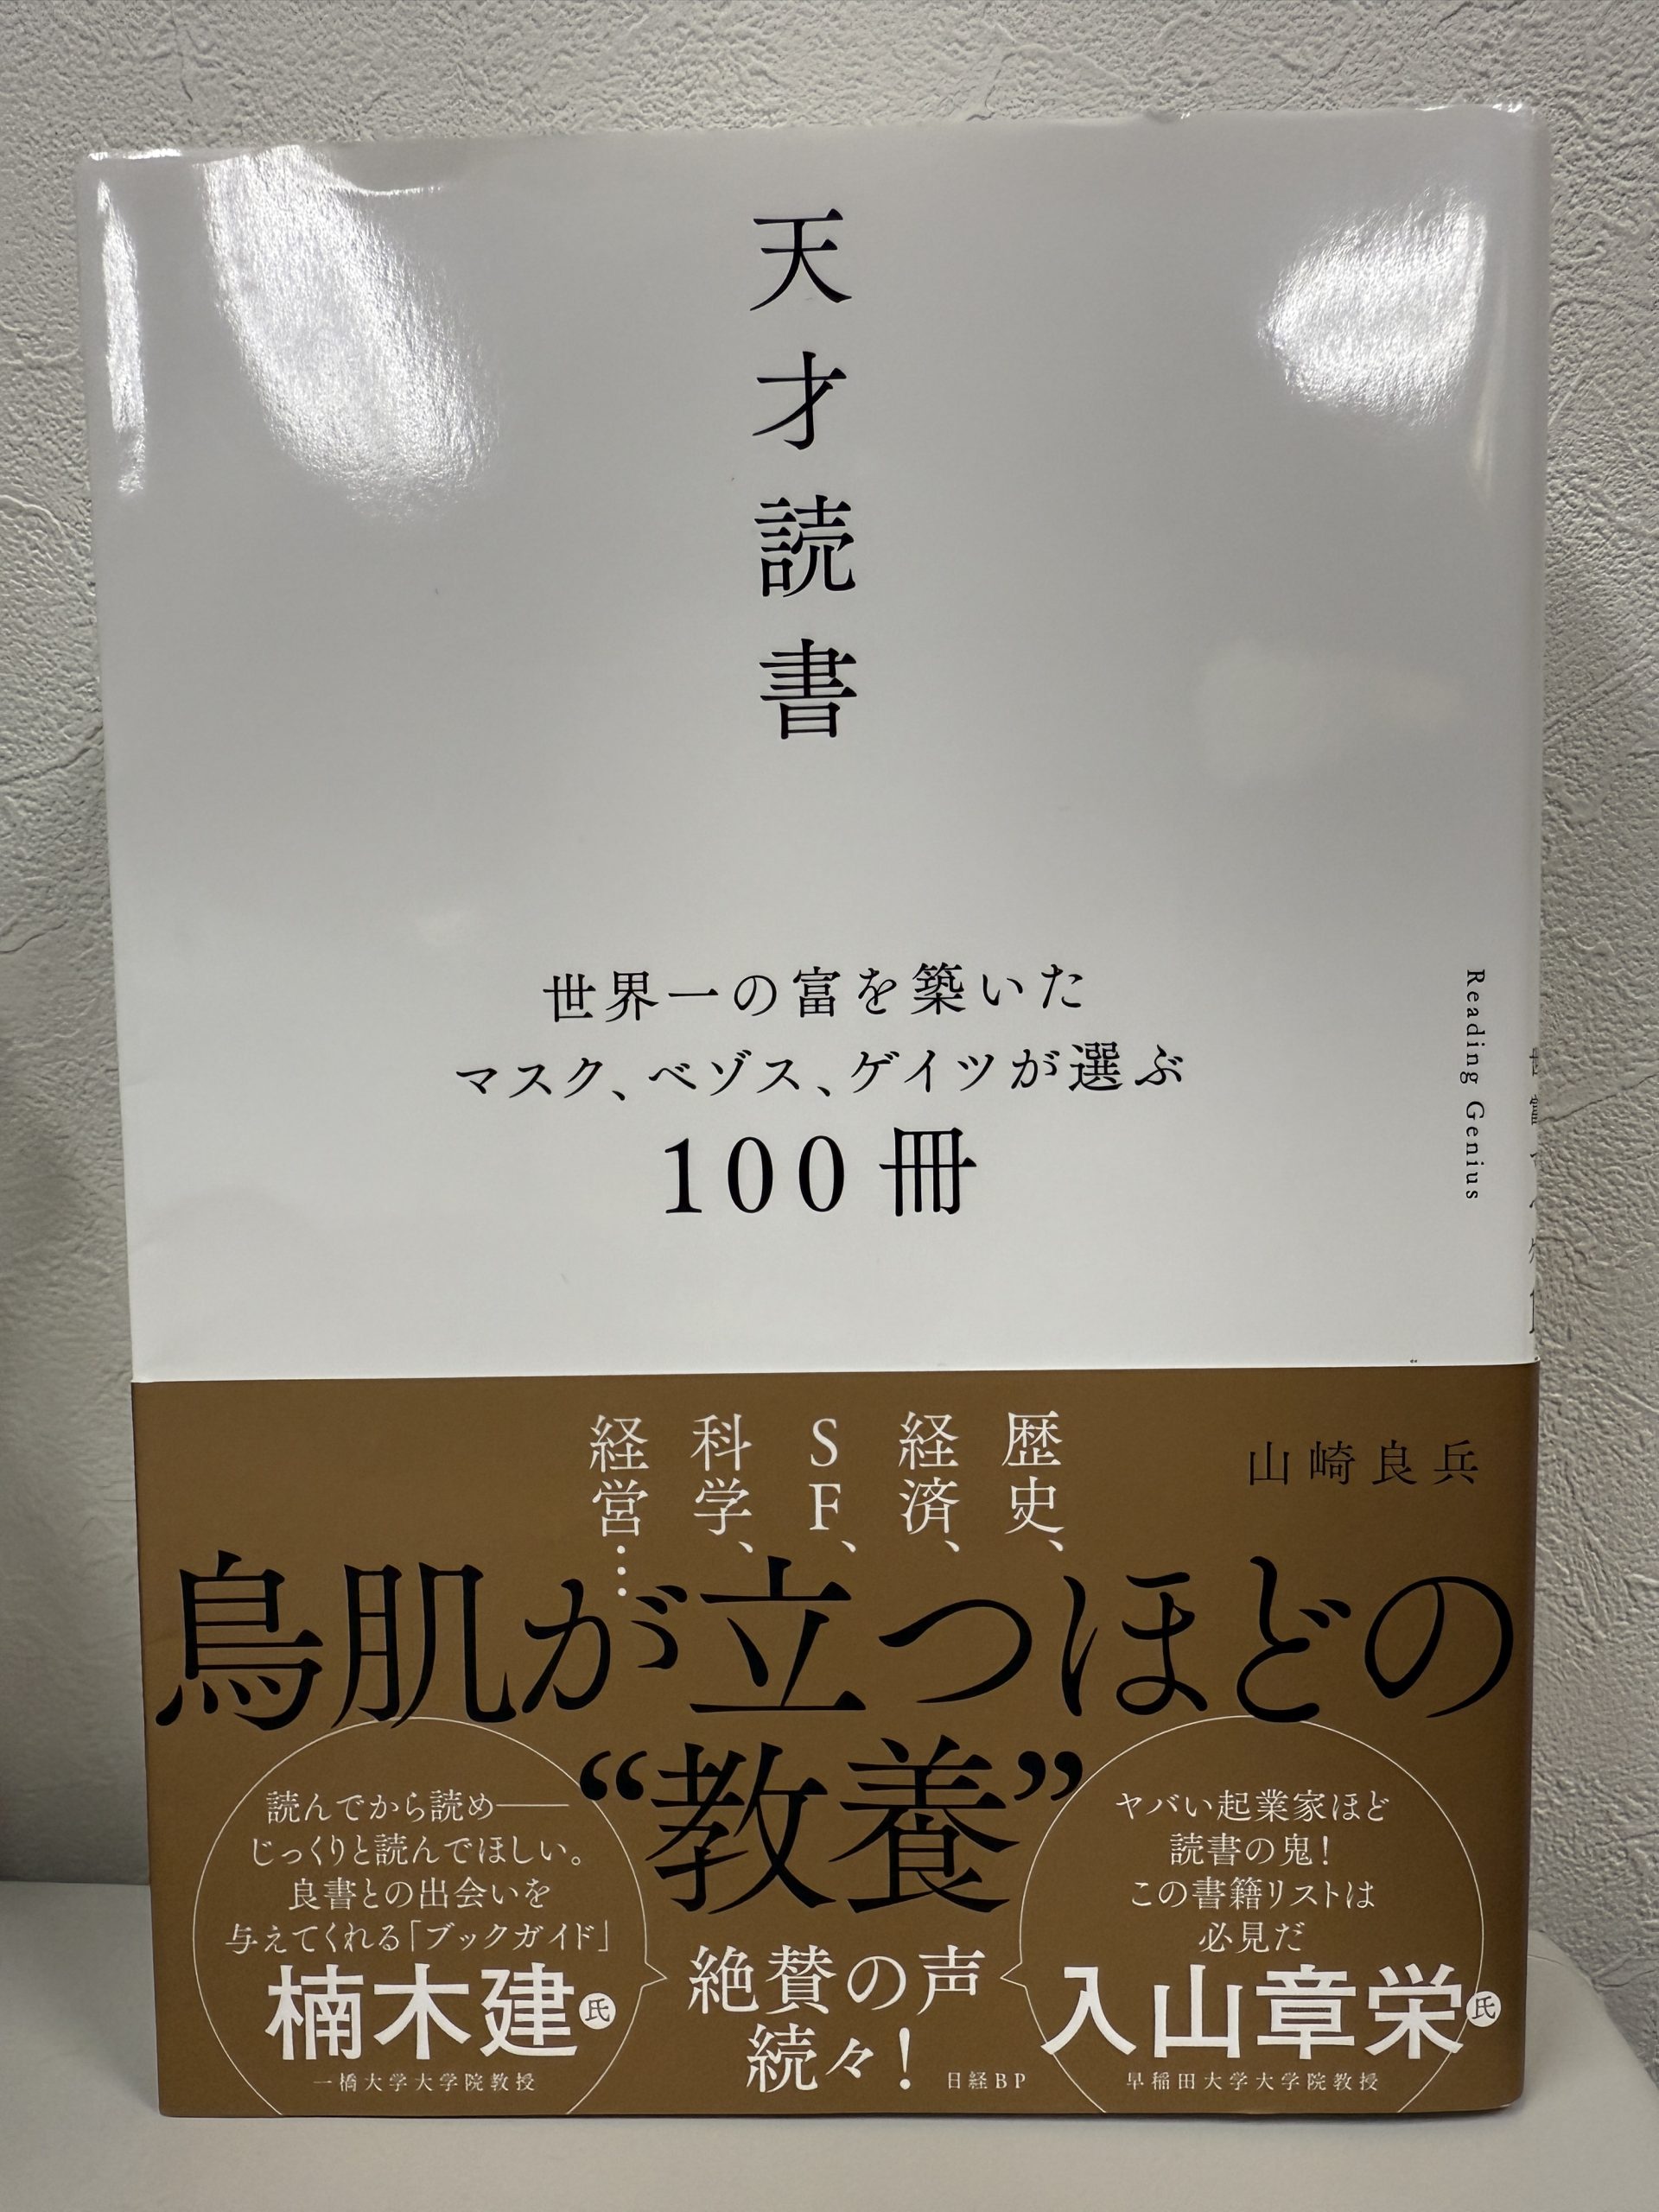 天才読書
世界一の富を築いた
マスク、ベゾス、ゲイツが選ぶ
100冊
Reading Genius
山崎良兵
歴史、
経済、
SF、
科学、
経営…
鳥肌が立つほどの
“教養”
読んでから読め――
じっくりと読んでほしい。
良書との出会いを
与えてくれる「ブックガイド」
楠木建氏
一橋大学大学院教授
絶賛の声
続々!
日経BP
ヤバい起業家ほど
読書の鬼!
この書籍リストは
必見だ
入山章栄氏
早稲田大学大学院教授